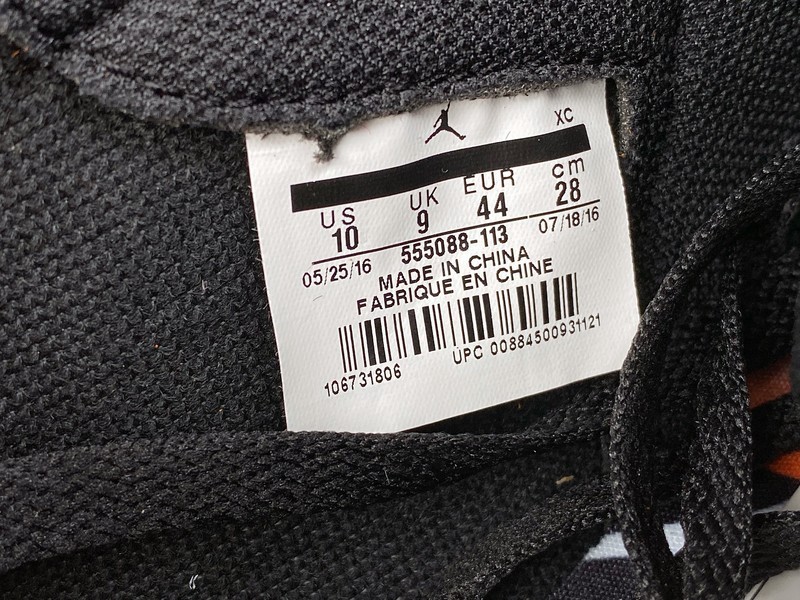 XC
US UK EUR cm
10 9 44 28
05/25/16 555088-113 07/18/16
MADE IN CHINA
FABRIQUE EN CHINE
106731806 UPC 00884500931121